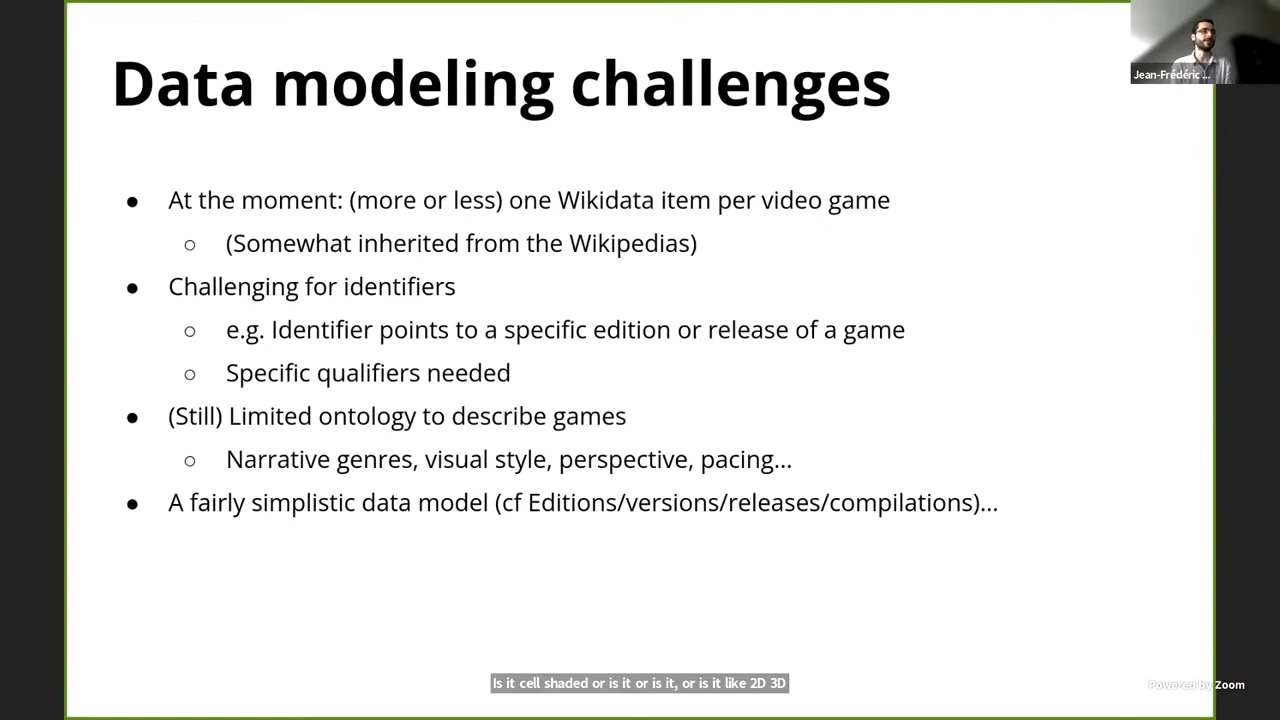 Data modeling challenges
Jean-Frédéric ...
● At the moment: (more or less) one Wikidata item per video game
○ (Somewhat inherited from the Wikipedias)
● Challenging for identifiers
○ e.g. Identifier points to a specific edition or release of a game
○ Specific qualifiers needed
● (Still) Limited ontology to describe games
○ Narrative genres, visual style, perspective, pacing...
● A fairly simplistic data model (cf Editions/versions/releases/compilations)...
Is it cell shaded or is it or is it, or is it like 2D 3D
Powered by Zoom